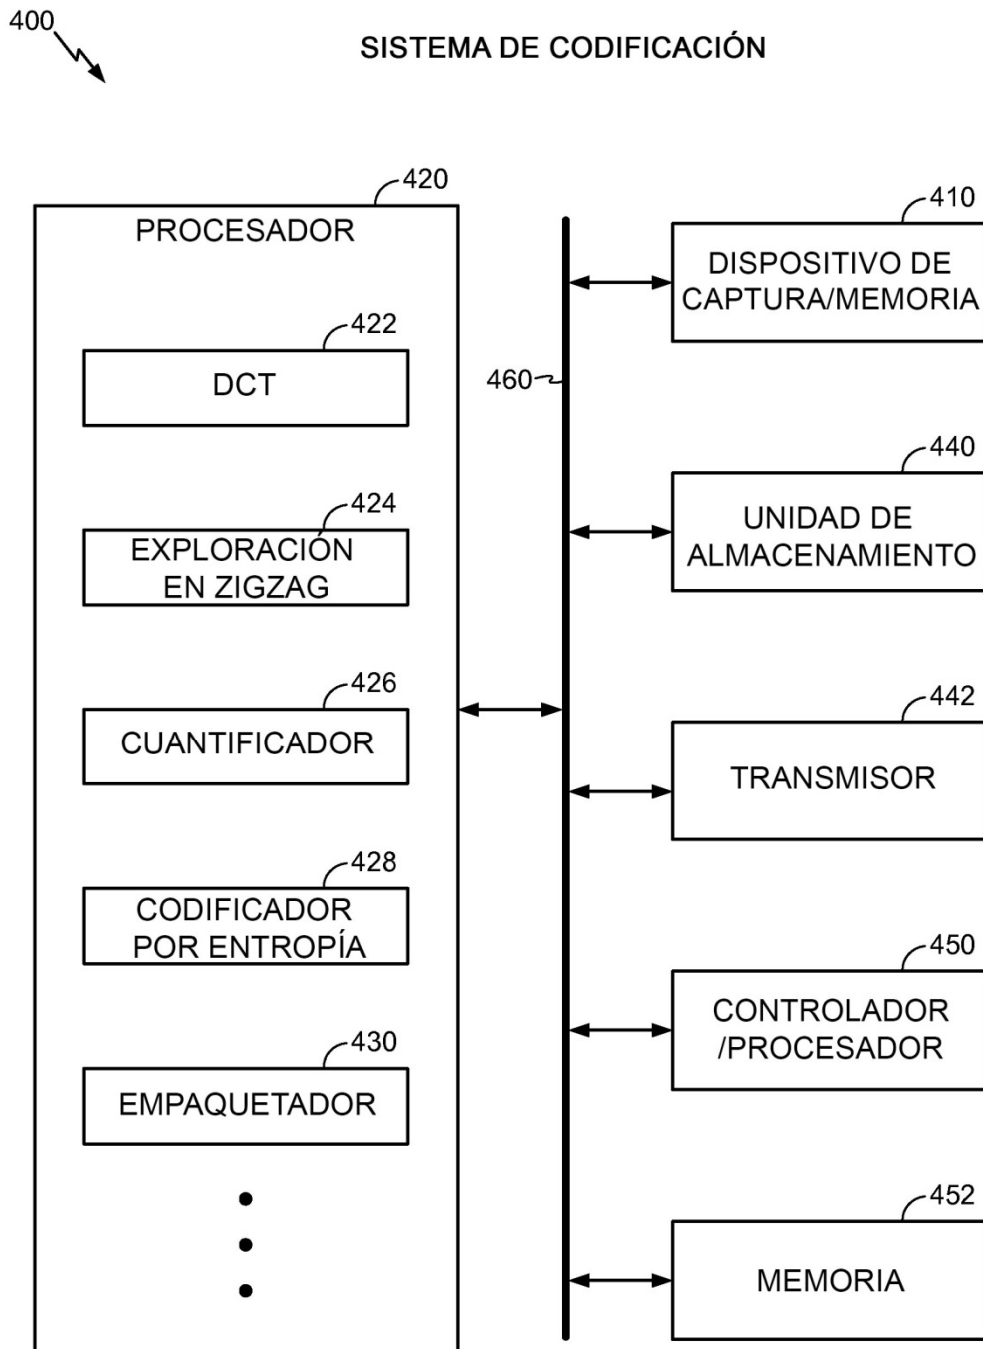 400
SISTEMA DE CODIFICACIÓN
420
PROCESADOR
422
DCT
424
EXPLORACIÓN
EN ZIGZAG
426
CUANTIFICADOR
428
CODIFICADOR
POR ENTROPÍA
430
EMPAQUETADOR
460
410
DISPOSITIVO DE
CAPTURA/MEMORIA
440
UNIDAD DE
ALMACENAMIENTO
442
TRANSMISOR
450
CONTROLADOR
/PROCESADOR
452
MEMORIA